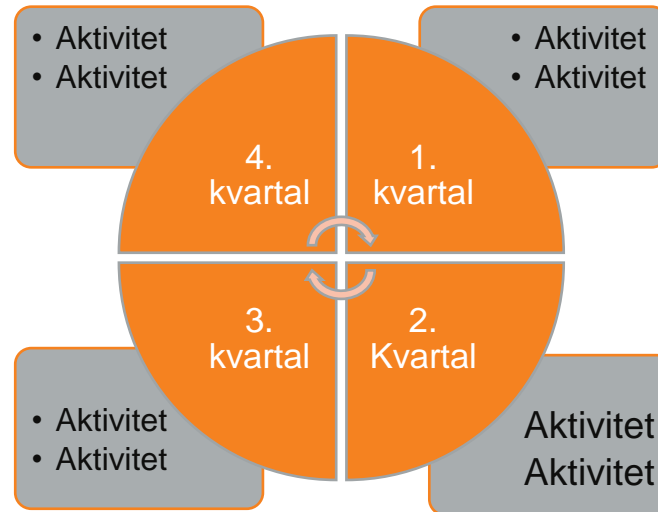 • Aktivitet
• Aktivitet
• Aktivitet
• Aktivitet
4.
kvartal
1.
kvartal
3.
kvartal
2.
Kvartal
• Aktivitet
• Aktivitet
Aktivitet
Aktivitet